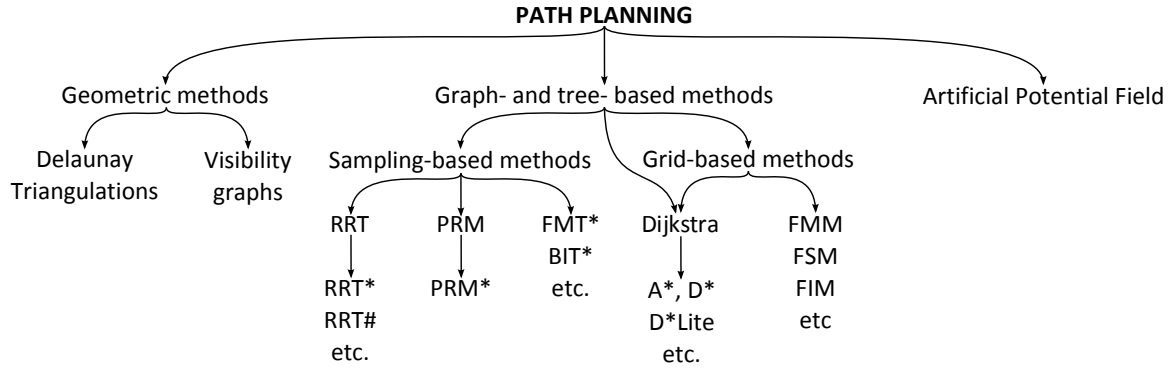 PATH PLANNING
Geometric methods
Graph- and tree- based methods
Artificial Potential Field
Delaunay
Triangulations
Visibility
graphs
Sampling-based methods
Grid-based methods
RRT
PRM
FMT*
BIT*
etc.
Dijkstra
FMM
FSM
FIM
etc
RRT*
RRT#
etc.
PRM*
A*, D*
D*Lite
etc.